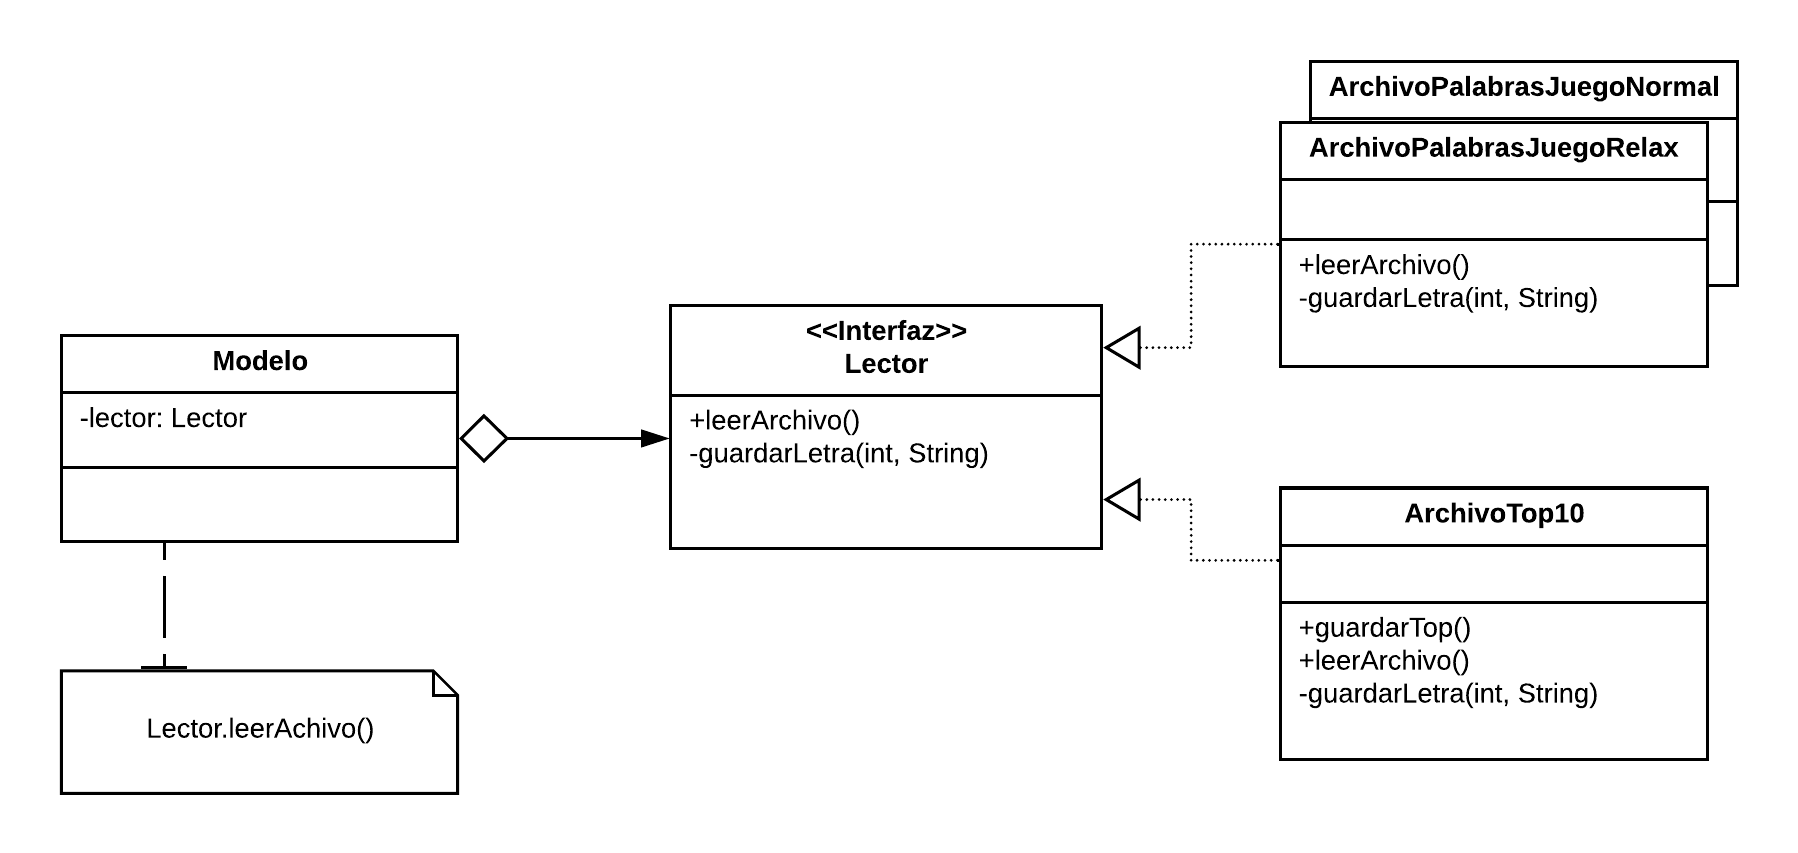 ArchivoPalabrasJuegoNormal
ArchivoPalabrasJuegoRelax
+leerArchivo()
-guardarLetra(int, String)
<<Interfaz>>
Lector
+leerArchivo()
-guardarLetra(int, String)
Modelo
-lector: Lector
ArchivoTop10
+guardarTop()
+leerArchivo()
-guardarLetra(int, String)
Lector.leerAchivo()